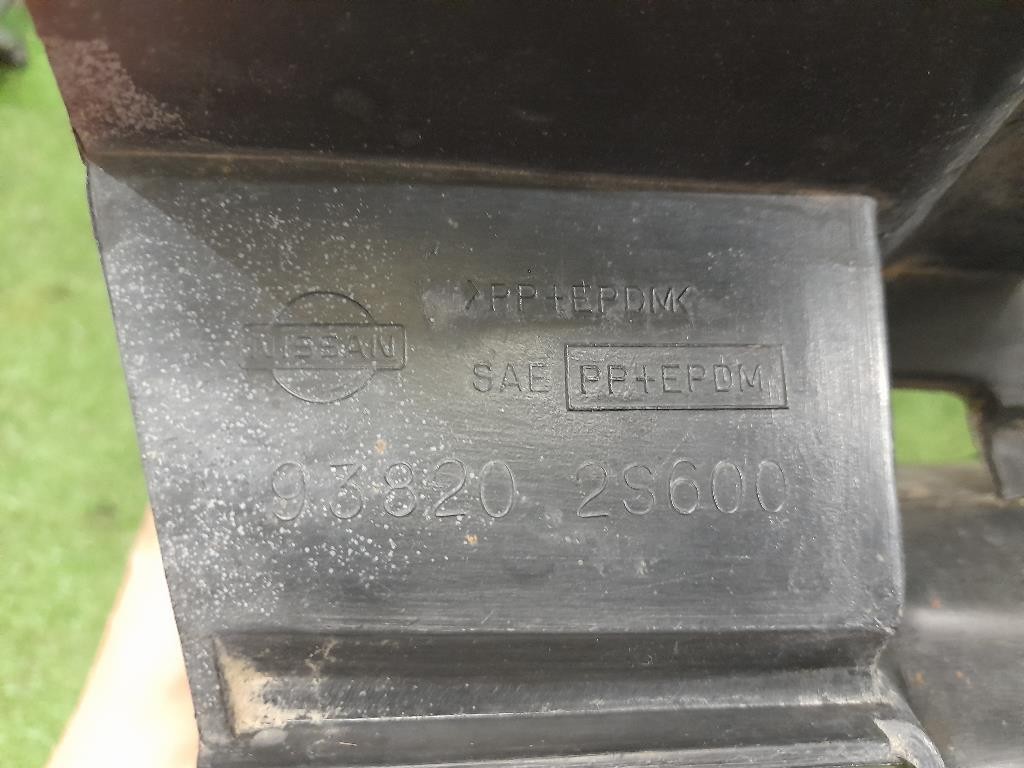 NISSAN
>PP+EPDM<
SAE PP+EPDM
93820 2S600